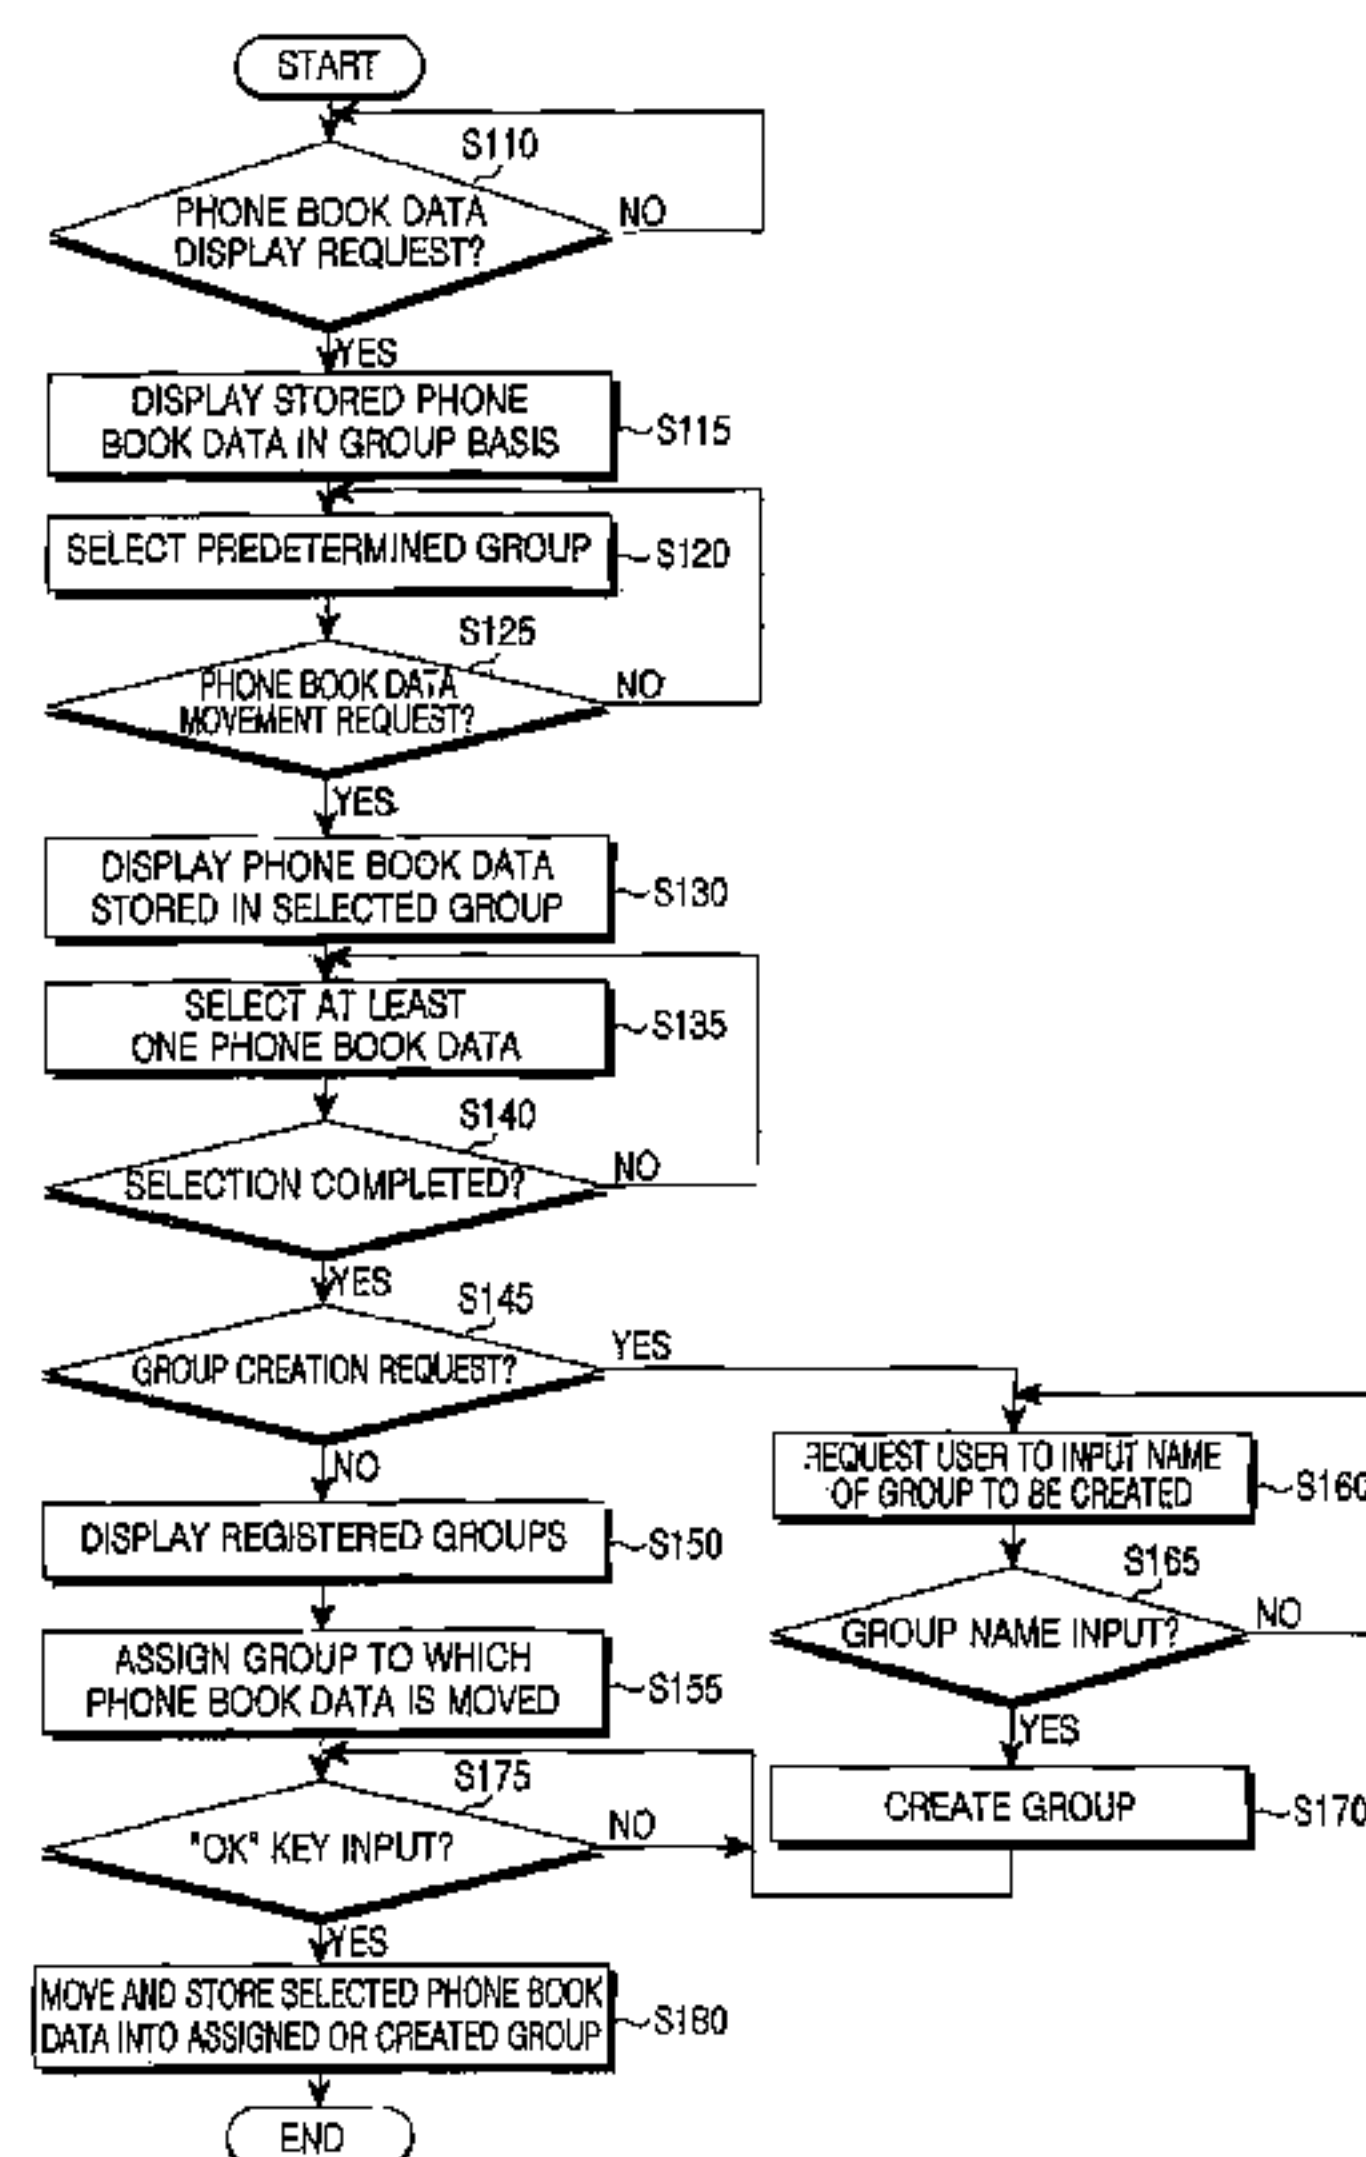 START
S110
PHONE BOOK DATA
DISPLAY REQUEST?
NO
YES
DISPLAY STORED PHONE
BOOK DATA IN GROUP BASIS
S115
SELECT PREDETERMINED GROUP
S120
S125
PHONE BOOK DATA
MOVEMENT REQUEST?
NO
YES
DISPLAY PHONE BOOK DATA
STORED IN SELECTED GROUP
S130
SELECT AT LEAST
ONE PHONE BOOK DATA
S135
S140
SELECTION COMPLETED?
NO
YES
S145
GROUP CREATION REQUEST?
YES
NO
DISPLAY REGISTERED GROUPS
S150
ASSIGN GROUP TO WHICH
PHONE BOOK DATA IS MOVED
S155
REQUEST USER TO INPUT NAME
OF GROUP TO BE CREATED
S160
S165
GROUP NAME INPUT?
NO
YES
CREATE GROUP
S170
S175
"OK" KEY INPUT?
NO
YES
MOVE AND STORE SELECTED PHONE BOOK
DATA INTO ASSIGNED OR CREATED GROUP
S180
END